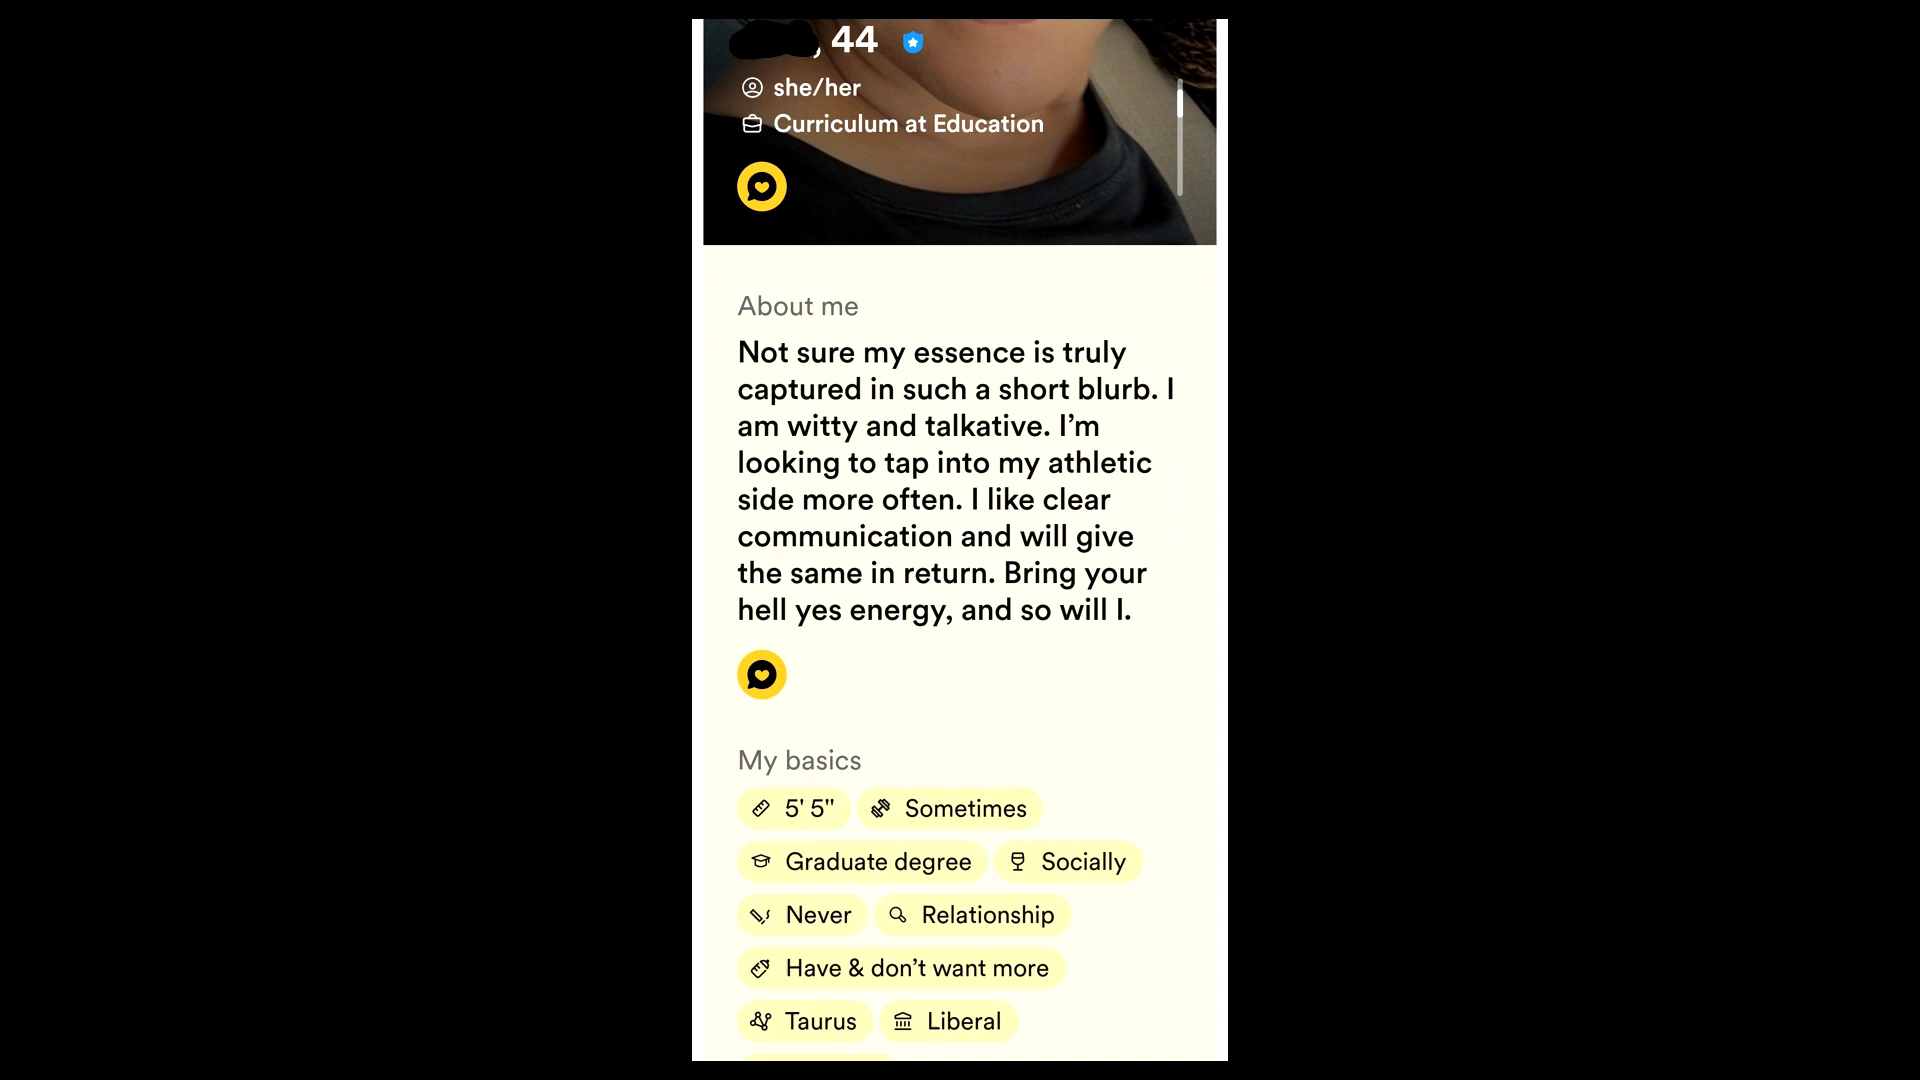 , 44
she/her
Curriculum at Education
About me
Not sure my essence is truly
captured in such a short blurb. I
am witty and talkative. I’m
looking to tap into my athletic
side more often. I like clear
communication and will give
the same in return. Bring your
hell yes energy, and so will I.
My basics
5' 5" Sometimes
Graduate degree Socially
Never Relationship
Have & don’t want more
Taurus Liberal